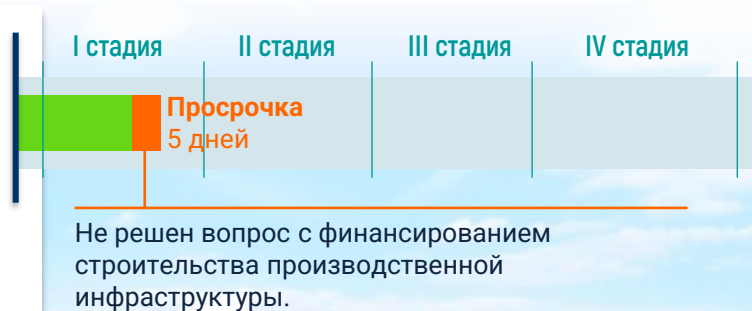 I стадия
II стадия
III стадия
IV стадия
Просрочка
5 дней
Не решен вопрос с финансированием
строительства производственной
инфраструктуры.